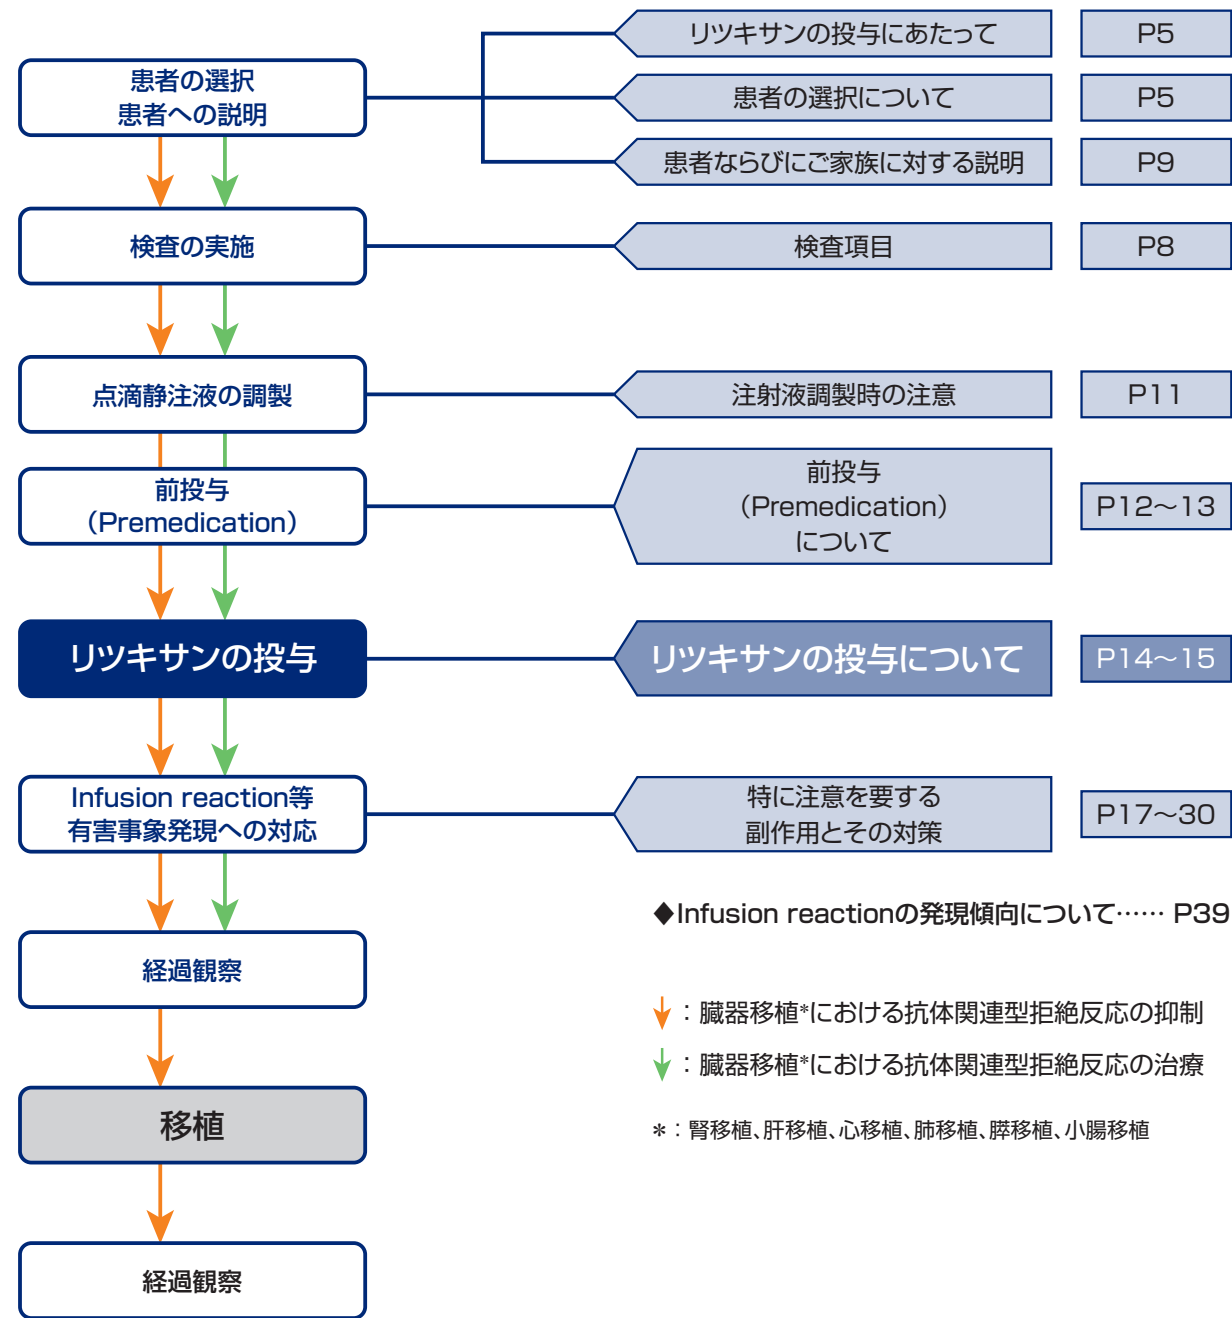 患者の選択
患者への説明
リツキサンの投与にあたって
P5
患者の選択について
P5
患者ならびにご家族に対する説明
P9
検査の実施
検査項目
P8
点滴静注液の調製
注射液調製時の注意
P11
前投与
（Premedication）
前投与
（Premedication）
について
P12〜13
リツキサンの投与
リツキサンの投与について
P14〜15
Infusion reaction等
有害事象発現への対応
特に注意を要する
副作用とその対策
P17〜30
◆Infusion reactionの発現傾向について…… P39
経過観察
：臓器移植*における抗体関連型拒絶反応の抑制
：臓器移植*における抗体関連型拒絶反応の治療
*：腎移植、肝移植、心移植、肺移植、膵移植、小腸移植
移植
経過観察